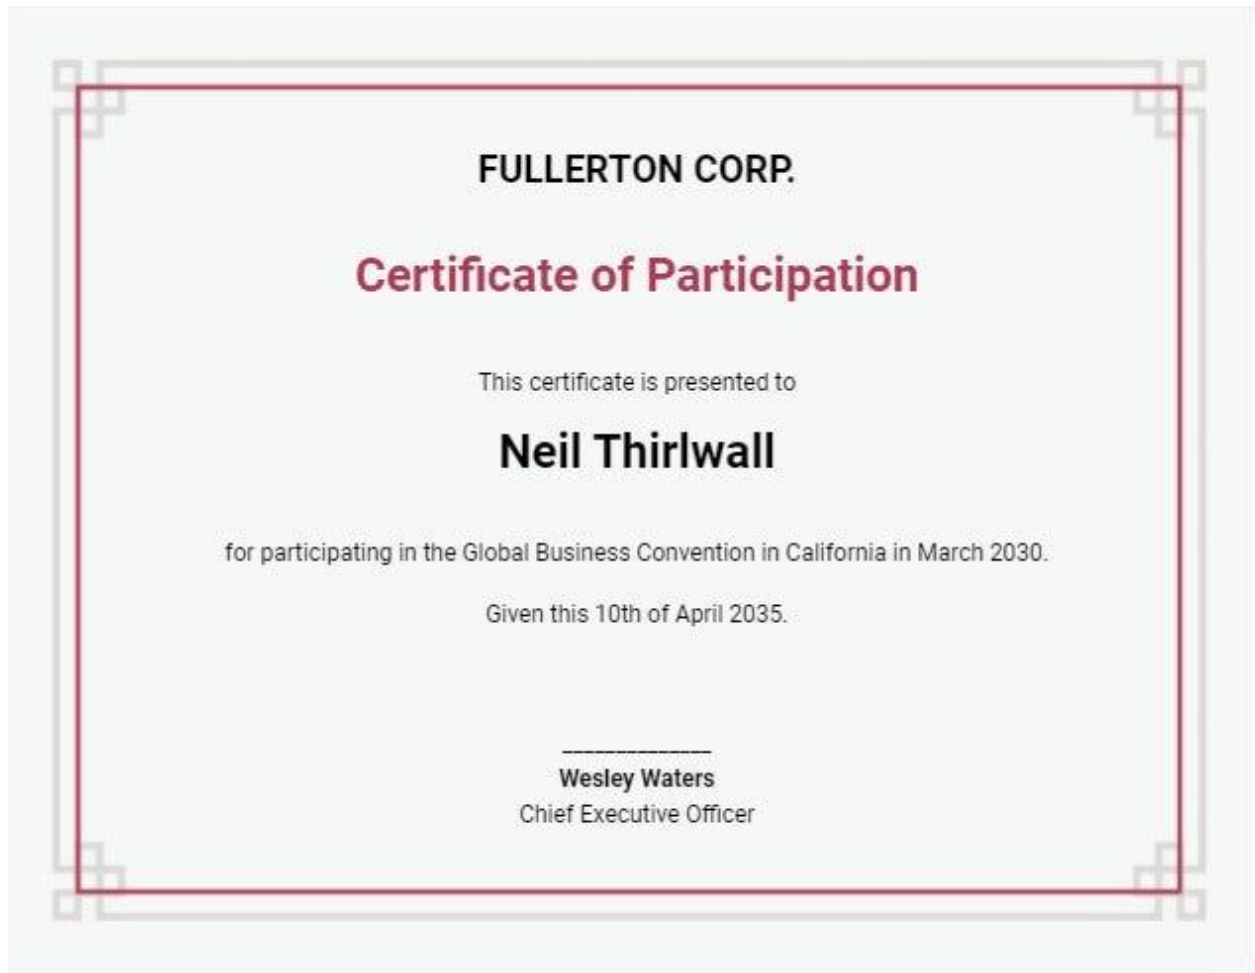 FULLERTON CORP.
Certificate of Participation
This certificate is presented to
Neil Thirlwall
for participating in the Global Business Convention in California in March 2030.
Given this 10th of April 2035.
______________
Wesley Waters
Chief Executive Officer